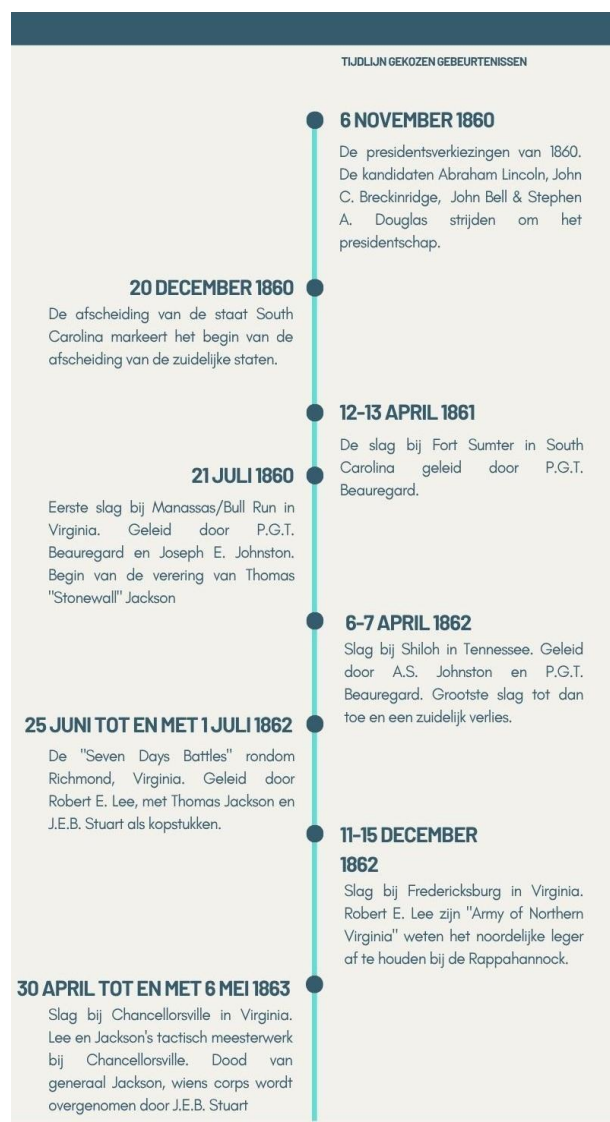 TIJDLIJN GEKOZEN GEBEURTENISSEN
6 NOVEMBER 1860
De presidentsverkiezingen van 1860.
De kandidaten Abraham Lincoln, John
C. Breckinridge, John Bell & Stephen
A. Douglas strijden om het
presidentschap.
20 DECEMBER 1860
De afscheiding van de staat South
Carolina markeert het begin van de
afscheiding van de zuidelijke staten.
12-13 APRIL 1861
De slag bij Fort Sumter in South
Carolina geleid door P.G.T.
Beauregard.
21 JULI 1860
Eerste slag bij Manassas/Bull Run in
Virginia. Geleid door P.G.T.
Beauregard en Joseph E. Johnston.
Begin van de verering van Thomas
"Stonewall" Jackson
6-7 APRIL 1862
Slag bij Shiloh in Tennessee. Geleid
door A.S. Johnston en P.G.T.
Beauregard. Grootste slag tot dan
toe en een zuidelijk verlies.
25 JUNI TOT EN MET 1 JULI 1862
De "Seven Days Battles" rondom
Richmond, Virginia. Geleid door
Robert E. Lee, met Thomas Jackson en
J.E.B. Stuart als kopstukken.
11-15 DECEMBER
1862
Slag bij Fredericksburg in Virginia.
Robert E. Lee zijn "Army of Northern
Virginia" weten het noordelijke leger
af te houden bij de Rappahannock.
30 APRIL TOT EN MET 6 MEI 1863
Slag bij Chancellorsville in Virginia.
Lee en Jackson's tactisch meesterwerk
bij Chancellorsville. Dood van
generaal Jackson, wiens corps wordt
overgenomen door J.E.B. Stuart